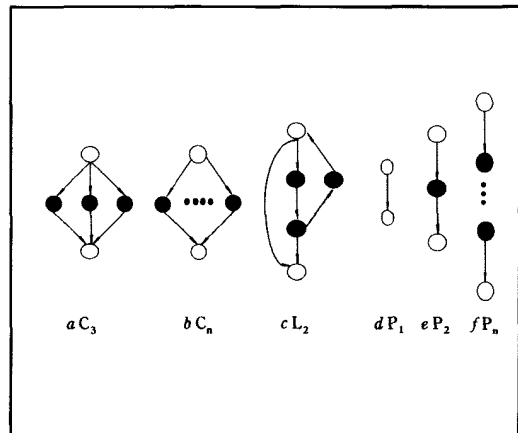 a C₃ b Cₙ c L₂ d P₁ e P₂ f Pₙ